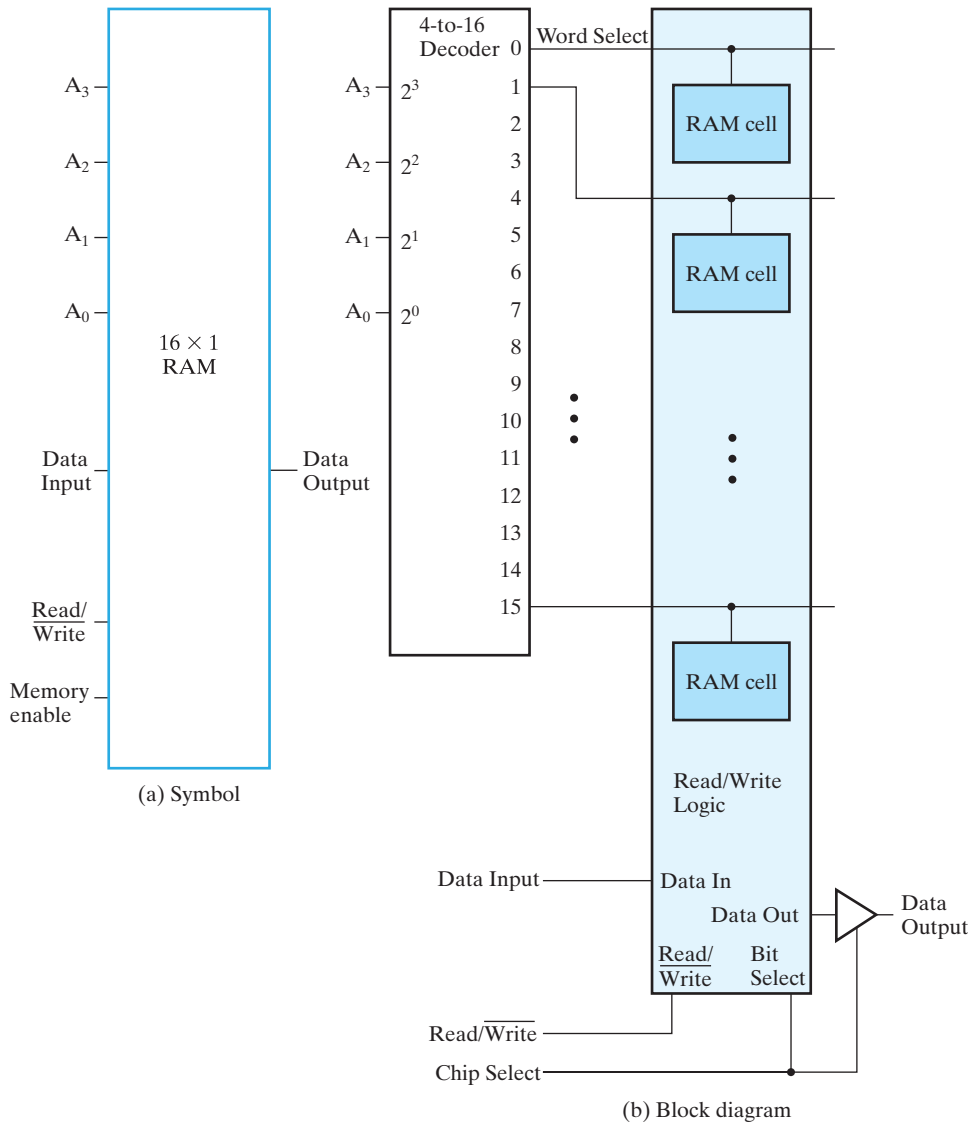 A₃
A₂
A₁
A₀
16 × 1
RAM
Data
Input
Data
Output
Read/
W̅r̅i̅t̅e̅
Memory
enable
(a) Symbol
4-to-16
Decoder
A₃
A₂
A₁
A₀
2³
2²
2¹
2⁰
0
1
2
3
4
5
6
7
8
9
10
11
12
13
14
15
Word Select
RAM cell
RAM cell
RAM cell
Read/Write
Logic
Data Input
Data In
Data Out
Data
Output
Read/
W̅r̅i̅t̅e̅
Bit
Select
Read/W̅r̅i̅t̅e̅
Chip Select
(b) Block diagram